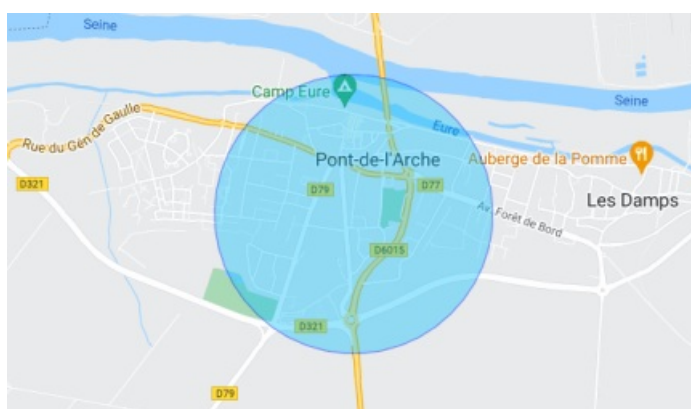 Seine
Camp Eure
Seine
Rue du Gén de Gaulle
Eure
Pont-de-l'Arche
Auberge de la Pomme
D321
D79
D77
Les Damps
Av. Forêt de Bord
D6015
D321
D79